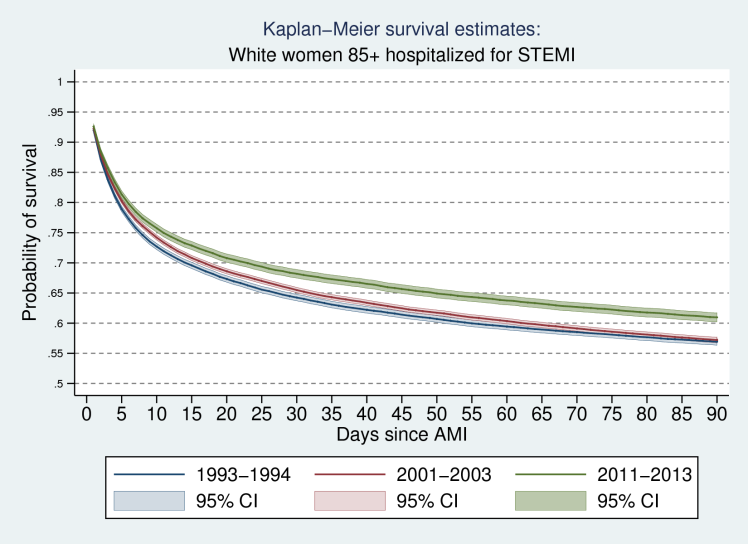 Kaplan−Meier survival estimates:
White women 85+ hospitalized for STEMI
Probability of survival
1
.95
.9
.85
.8
.75
.7
.65
.6
.55
.5
0 5 10 15 20 25 30 35 40 45 50 55 60 65 70 75 80 85 90
Days since AMI
1993−1994 2001−2003 2011−2013
95% CI 95% CI 95% CI